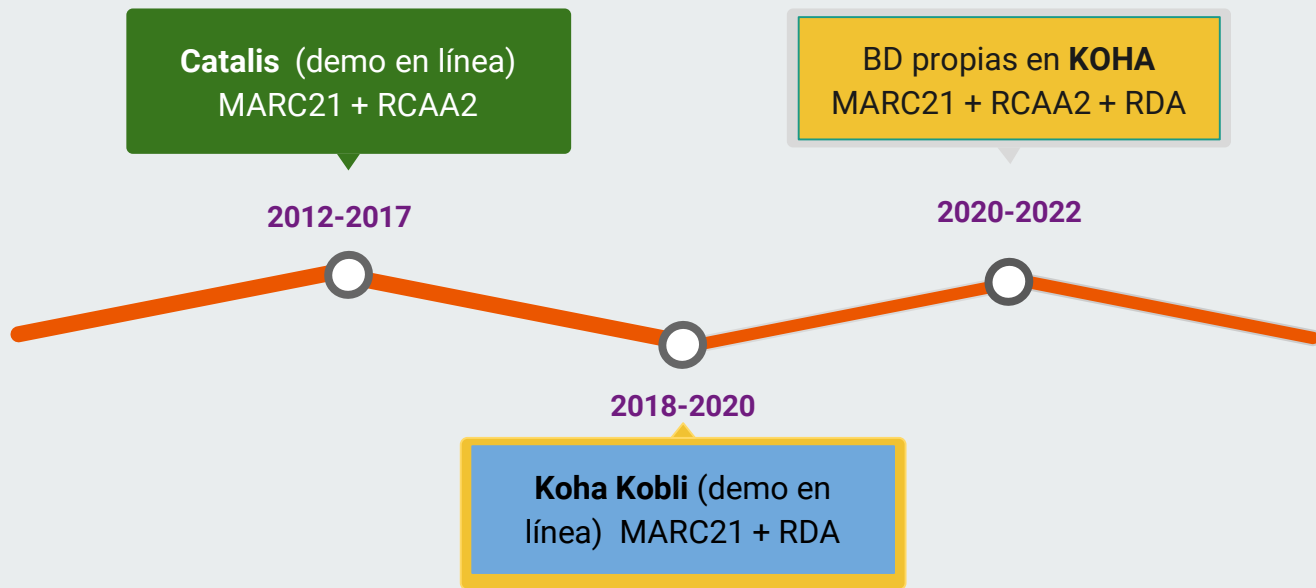 Catalis (demo en línea)
MARC21 + RCAA2
2012-2017
BD propias en KOHA
MARC21 + RCAA2 + RDA
2020-2022
2018-2020
Koha Kobli (demo en
línea) MARC21 + RDA